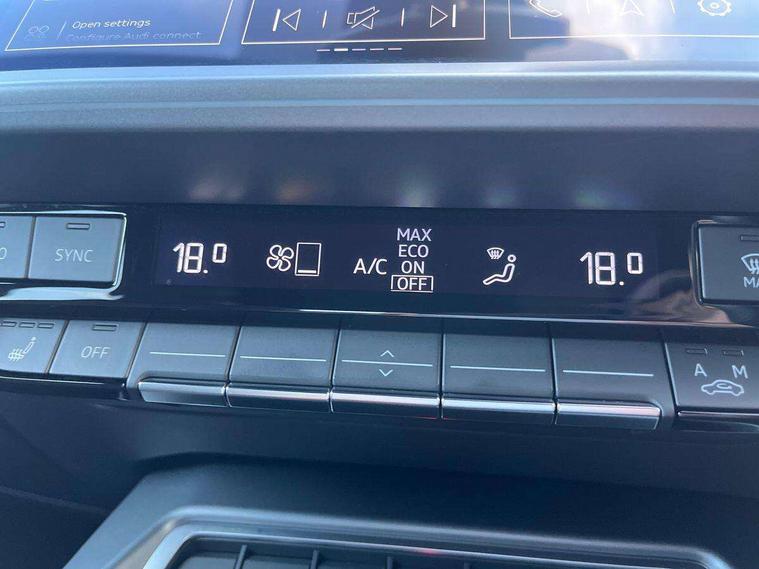 Open settings
Configure Audi connect
SYNC
18.0
A/C
MAX
ECO
ON
OFF
18.0
OFF
A M